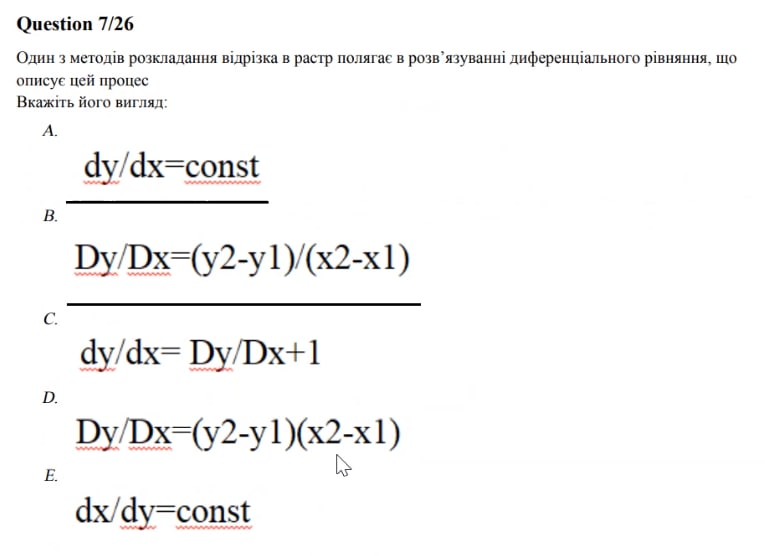 Question 7/26
Один з методів розкладання відрізка в растр полягає в розв’язуванні диференціального рівняння, що
описує цей процес
Вкажіть його вигляд:
A.
dy/dx=const
B.
Dy/Dx=(y2-y1)/(x2-x1)
C.
dy/dx= Dy/Dx+1
D.
Dy/Dx=(y2-y1)(x2-x1)
E.
dx/dy=const